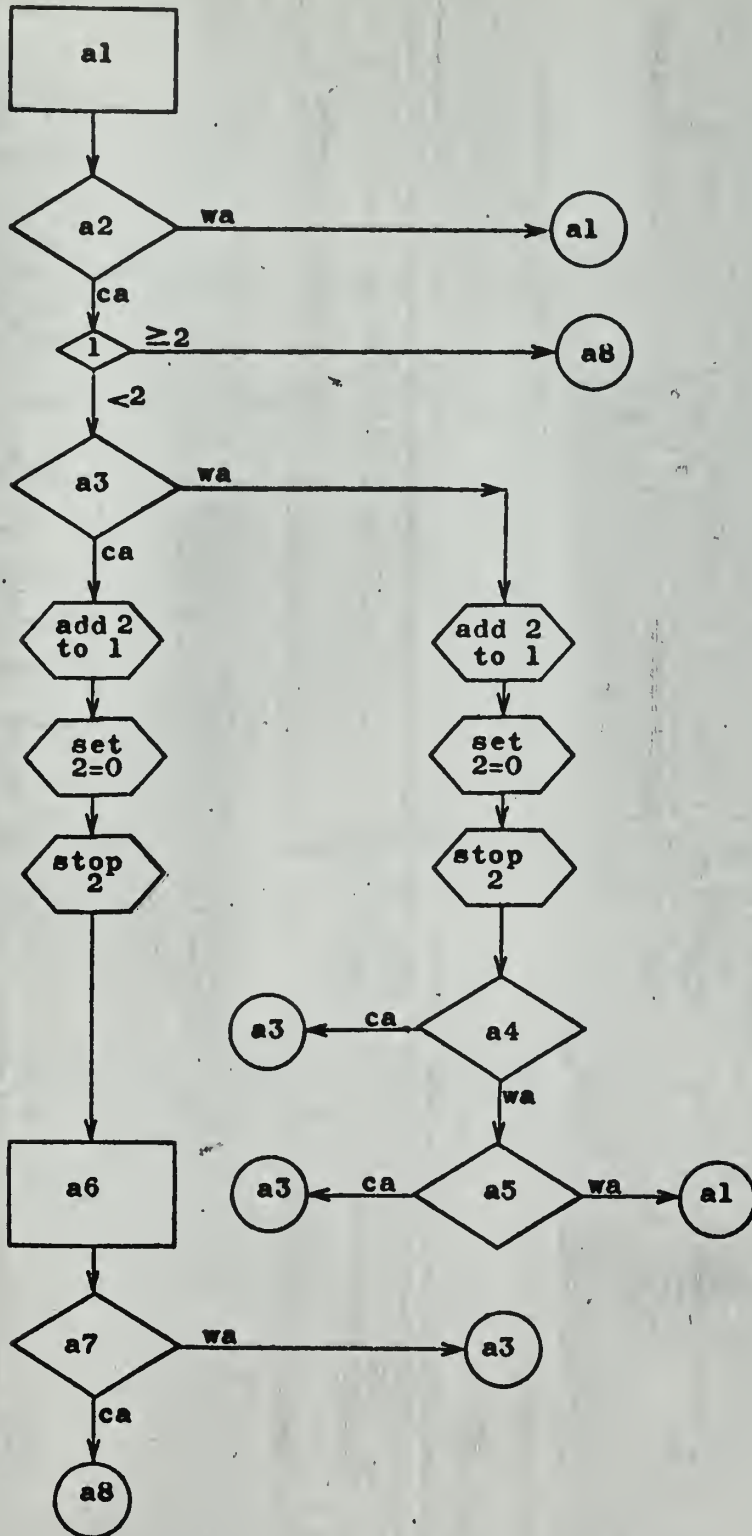 a1
a2
wa
a1
ca
1
≥2
a8
<2
a3
wa
ca
add 2
to 1
add 2
to 1
set
2=0
set
2=0
stop
2
stop
2
a3
ca
a4
wa
a6
a3
ca
a5
wa
a1
a7
wa
a3
ca
a8